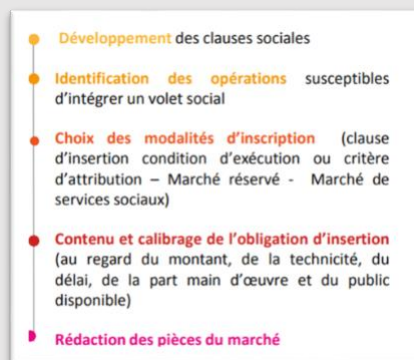 Développement des clauses sociales
Identification des opérations susceptibles
d'intégrer un volet social
Choix des modalités d'inscription (clause
d'insertion condition d'exécution ou critère
d'attribution – Marché réservé - Marché de
services sociaux)
Contenu et calibrage de l'obligation d'insertion
(au regard du montant, de la technicité, du
délai, de la part main d'œuvre et du public
disponible)
Rédaction des pièces du marché